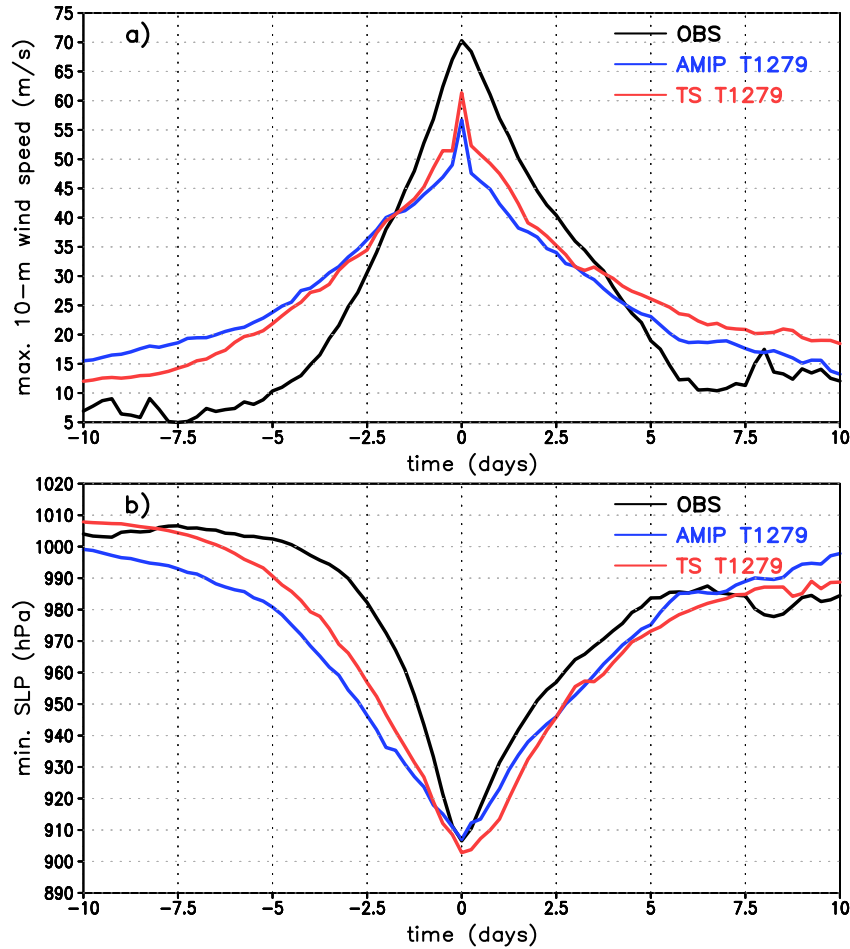 a)
OBS
AMIP T1279
TS T1279
max. 10-m wind speed (m/s)
75
70
65
60
55
50
45
40
35
30
25
20
15
10
5
-10 -7.5 -5 -2.5 0 2.5 5 7.5 10
time (days)
b)
OBS
AMIP T1279
TS T1279
min. SLP (hPa)
1020
1010
1000
990
980
970
960
950
940
930
920
910
900
890
-10 -7.5 -5 -2.5 0 2.5 5 7.5 10
time (days)